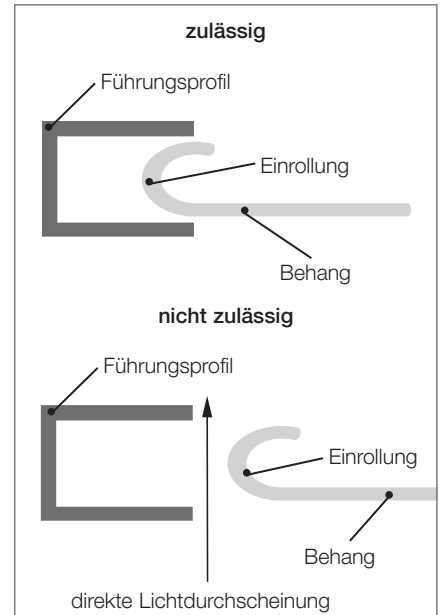 zulässig
Führungsprofil
Einrollung
Behang
nicht zulässig
Führungsprofil
Einrollung
Behang
direkte Lichtdurchscheinung